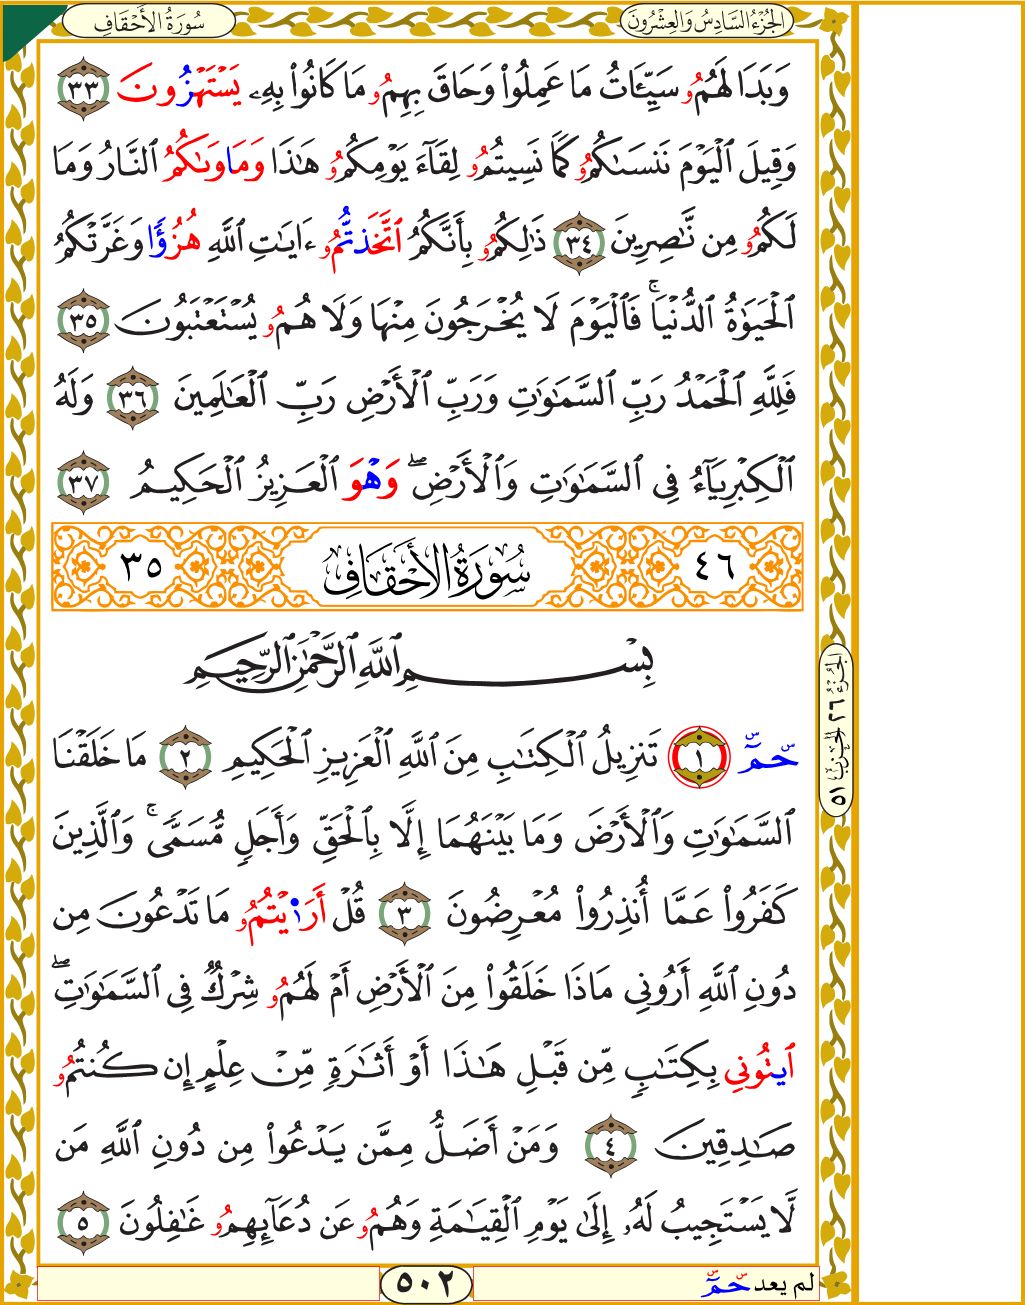 سُورَةُ الأَحْقَافِ
الجُزْءُ السَّادِسُ وَالعِشْرُونَ
وَبَدَا لَهُمُۥ سَيِّـَٔاتُ مَا عَمِلُوا۟ وَحَاقَ بِهِمُۥ مَا كَانُوا۟ بِهِۦ يَسْتَهْزُونَ ٣٣
وَقِيلَ ٱلْيَوْمَ نَنسَىٰكُمُۥ كَمَا نَسِيتُمُۥ لِقَآءَ يَوْمِكُمُۥ هَـٰذَا وَمَاوَىٰكُمُ ٱلنَّارُ وَمَا
لَكُمُۥ مِن نَّـٰصِرِينَ ٣٤ ذَٰلِكُمُۥ بِأَنَّكُمُ ٱتَّخَذتُّمُۥ ءَايَـٰتِ ٱللَّهِ هُزُؤًا وَغَرَّتْكُمُ
ٱلْحَيَوٰةُ ٱلدُّنْيَا ۚ فَٱلْيَوْمَ لَا يُخْرَجُونَ مِنْهَا وَلَا هُمُۥ يُسْتَعْتَبُونَ ٣٥
فَلِلَّهِ ٱلْحَمْدُ رَبِّ ٱلسَّمَـٰوَٰتِ وَرَبِّ ٱلْأَرْضِ رَبِّ ٱلْعَـٰلَمِينَ ٣٦ وَلَهُ
ٱلْكِبْرِيَآءُ فِى ٱلسَّمَـٰوَٰتِ وَٱلْأَرْضِ ۖ وَهْوَ ٱلْعَزِيزُ ٱلْحَكِيمُ ٣٧
٤٦ سُورَةُ الأَحْقَافِ ٣٥
بِسْمِ ٱللَّهِ ٱلرَّحْمَـٰنِ ٱلرَّحِيمِ
حمٓ ١ تَنزِيلُ ٱلْكِتَـٰبِ مِنَ ٱللَّهِ ٱلْعَزِيزِ ٱلْحَكِيمِ ٢ مَا خَلَقْنَا
ٱلسَّمَـٰوَٰتِ وَٱلْأَرْضَ وَمَا بَيْنَهُمَا إِلَّا بِٱلْحَقِّ وَأَجَلٍ مُّسَمًّى ۚ وَٱلَّذِينَ
كَفَرُوا۟ عَمَّا أُنذِرُوا۟ مُعْرِضُونَ ٣ قُلْ أَرَ•يْتُمُۥ مَا تَدْعُونَ مِن
دُونِ ٱللَّهِ أَرُونِى مَاذَا خَلَقُوا۟ مِنَ ٱلْأَرْضِ أَمْ لَهُمُۥ شِرْكٌ فِى ٱلسَّمَـٰوَٰتِ ۖ
ٱيتُونِى بِكِتَـٰبٍ مِّن قَبْلِ هَـٰذَا أَوْ أَثَـٰرَةٍ مِّنْ عِلْمٍ إِن كُنتُمُۥ
صَـٰدِقِينَ ٤ وَمَنْ أَضَلُّ مِمَّن يَدْعُوا۟ مِن دُونِ ٱللَّهِ مَن
لَّا يَسْتَجِيبُ لَهُۥ إِلَىٰ يَوْمِ ٱلْقِيَـٰمَةِ وَهُمُۥ عَن دُعَآئِهِمُۥ غَـٰفِلُونَ ٥
الجُزْءُ ٢٦ الحِزْبُ ٥١
لم يعد حمٓ
٥٠٢